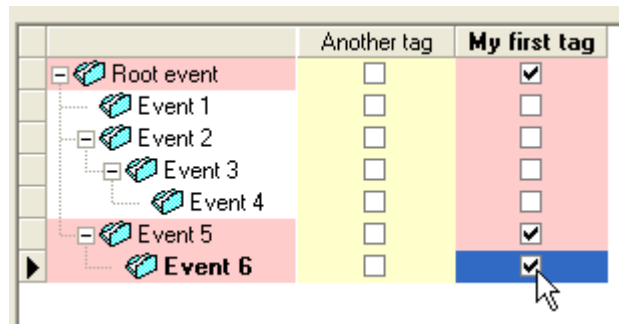 Another tag My first tag
Root event
Event 1
Event 2
Event 3
Event 4
Event 5
Event 6